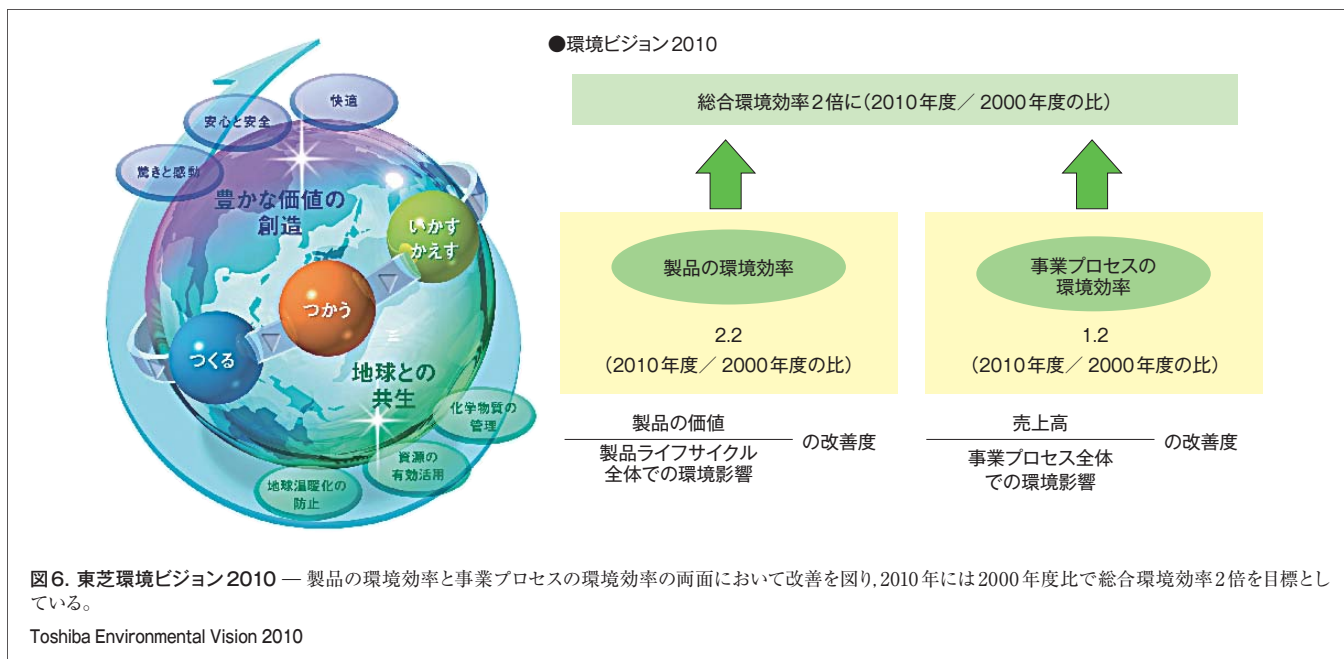 ●環境ビジョン2010
快適
安心と安全
驚きと感動
豊かな価値の
創造
いかす
かえす
つかう
つくる
地球との
共生
化学物質の
管理
資源の
有効活用
地球温暖化の
防止
総合環境効率2倍に(2010年度／2000年度の比)
製品の環境効率
2.2
(2010年度／2000年度の比)
製品の価値
製品ライフサイクル
全体での環境影響
の改善度
事業プロセスの
環境効率
1.2
(2010年度／2000年度の比)
売上高
事業プロセス全体
での環境影響
の改善度
図6. 東芝環境ビジョン2010 — 製品の環境効率と事業プロセスの環境効率の両面において改善を図り，2010年には2000年度比で総合環境効率2倍を目標とし
ている。
Toshiba Environmental Vision 2010